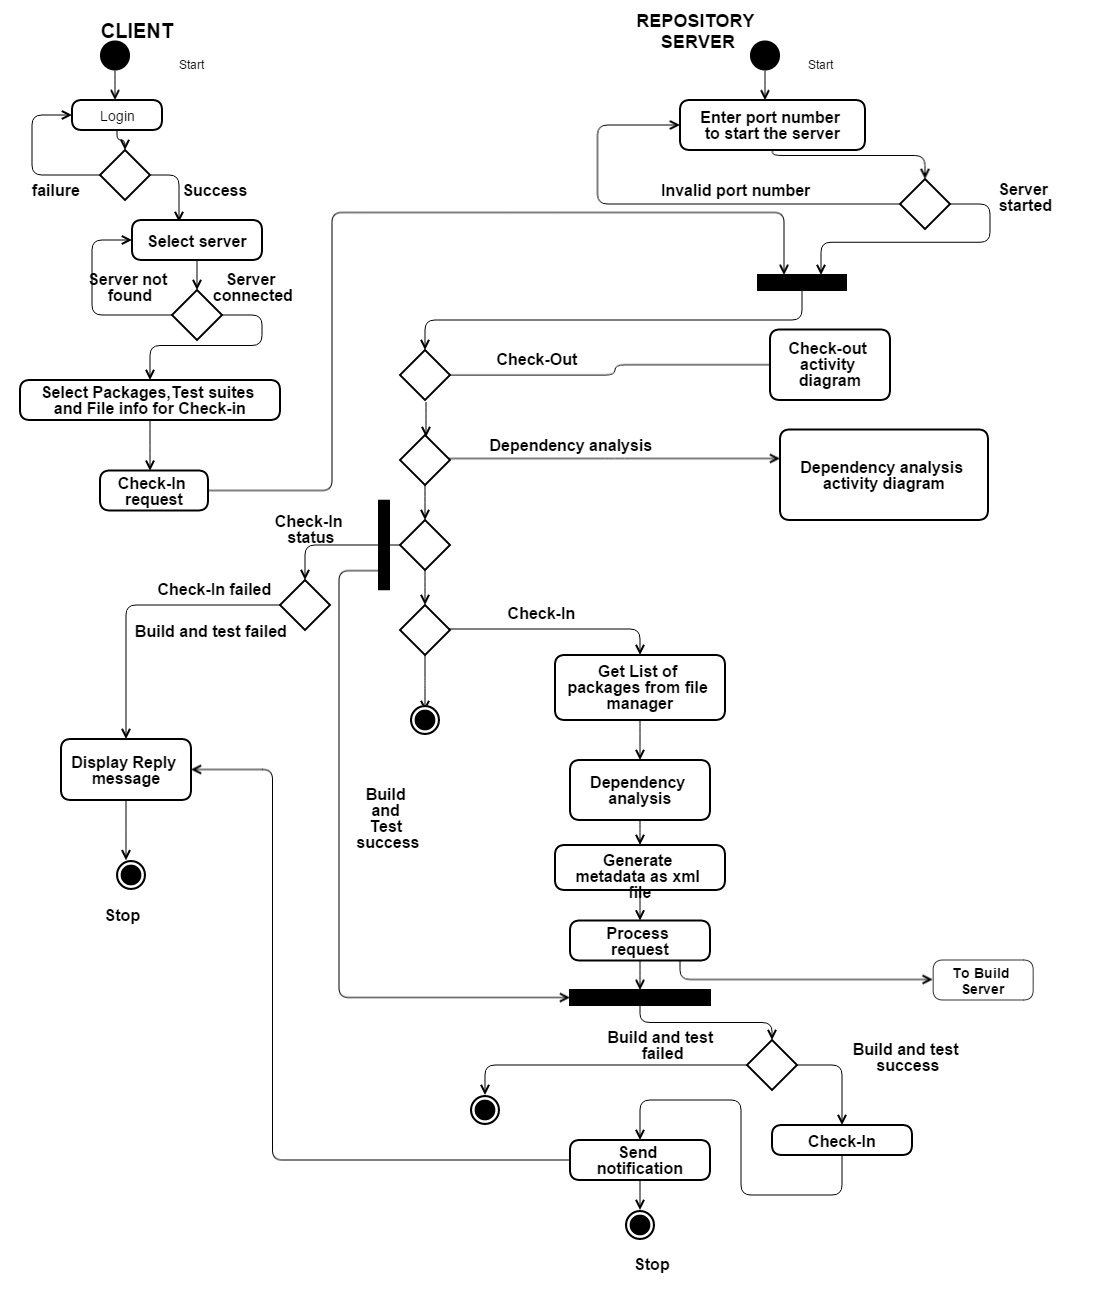 CLIENT
REPOSITORY
SERVER
Start
Start
Login
Enter port number
to start the server
failure
Success
Invalid port number
Server
started
Select server
Server not
found
Server
connected
Check-Out
Check-out
activity
diagram
Select Packages,Test suites
and File info for Check-in
Dependency analysis
Dependency analysis
activity diagram
Check-In
request
Check-In
status
Check-In failed
Build and test failed
Check-In
Get List of
packages from file
manager
Display Reply
message
Dependency
analysis
Build
and
Test
success
Generate
metadata as xml
file
Stop
Process
request
To Build
Server
Build and test
failed
Build and test
success
Check-In
Send
notification
Stop